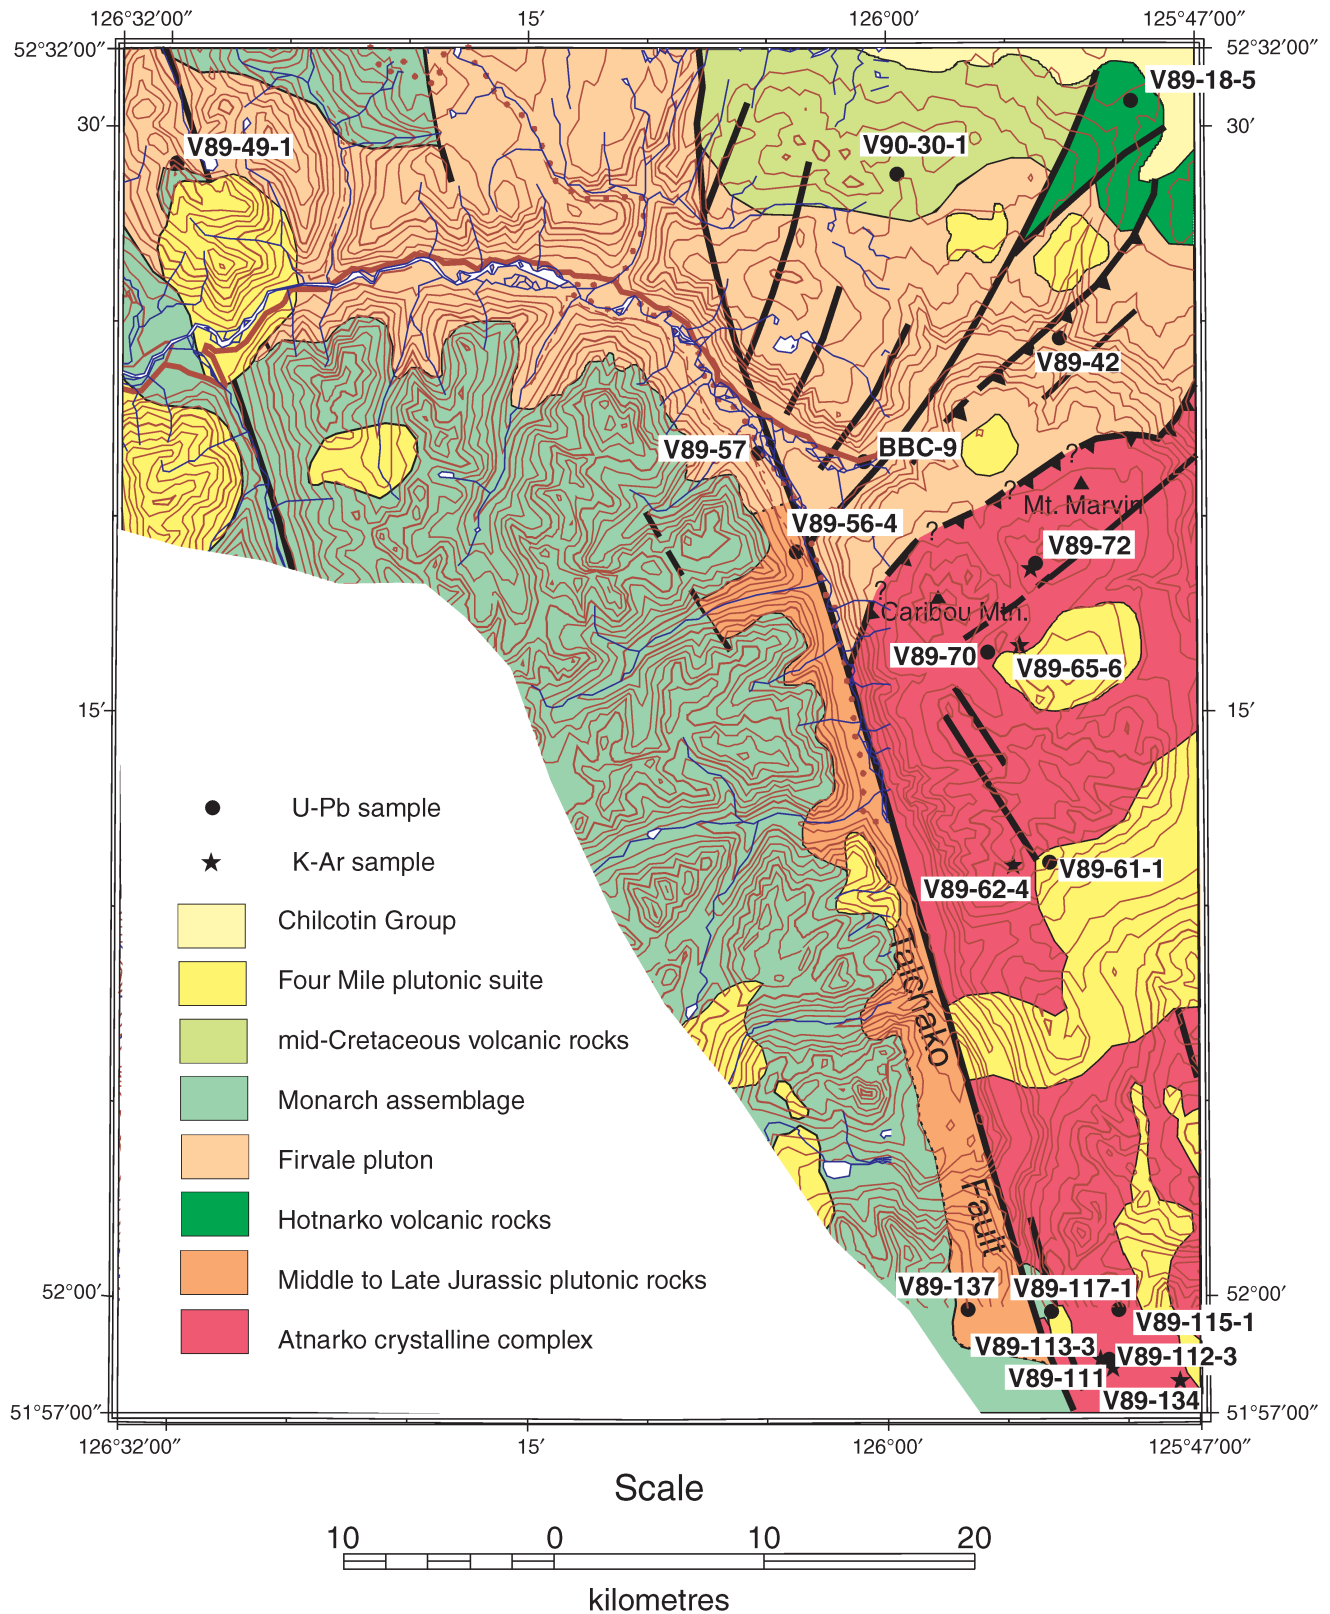 126°32′00″
15′
126°00′
125°47′00″
52°32′00″
52°32′00″
V89-18-5
30′
30′
V89-49-1
V90-30-1
V89-42
V89-57
BBC-9
?
?
Mt. Marvin
V89-56-4
?
V89-72
?
Caribou Mtn.
V89-70
V89-65-6
15′
15′
U-Pb sample
K-Ar sample
V89-61-1
V89-62-4
Chilcotin Group
Four Mile plutonic suite
Talchako
mid-Cretaceous volcanic rocks
Monarch assemblage
Firvale pluton
Hotnarko volcanic rocks
Fault
Middle to Late Jurassic plutonic rocks
52°00′
V89-137
V89-117-1
52°00′
V89-115-1
Atnarko crystalline complex
V89-113-3
V89-112-3
V89-111
V89-134
51°57′00″
51°57′00″
126°32′00″
15′
126°00′
125°47′00″
Scale
10
0
10
20
kilometres